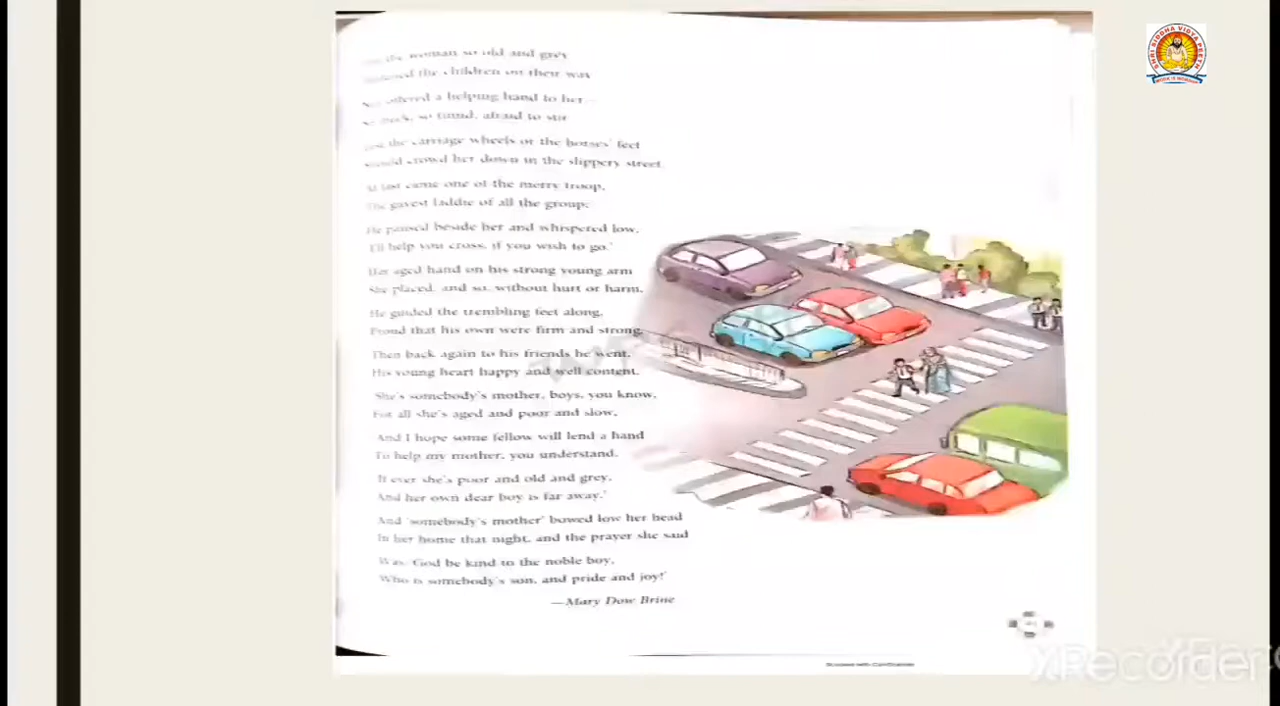 the woman so old and grey
the children on their way
offered a helping hand to her
so timid, afraid to stir
the carriage wheels or the horses' feet
crowd her down in the slippery street
At last came one of the merry troop,
The gayest laddie of all the group;
He paused beside her and whispered low,
'I'll help you cross, if you wish to go.'
Her aged hand on his strong young arm
She placed, and so, without hurt or harm,
He guided the trembling feet along,
Proud that his own were firm and strong.
Then back again to his friends he went,
His young heart happy and well content.
'She's somebody's mother, boys, you know,
For all she's aged and poor and slow,
And I hope some fellow will lend a hand
To help my mother, you understand,
If ever she's poor and old and grey,
And her own dear boy is far away.'
And 'somebody's mother' bowed low her head
In her home that night, and the prayer she said
Was, 'God be kind to the noble boy,
Who is somebody's son, and pride and joy!'
—Mary Dow Brine
Scanned with CamScanner
XRecorder
SHRI SIDDHA VIDYA PEETH